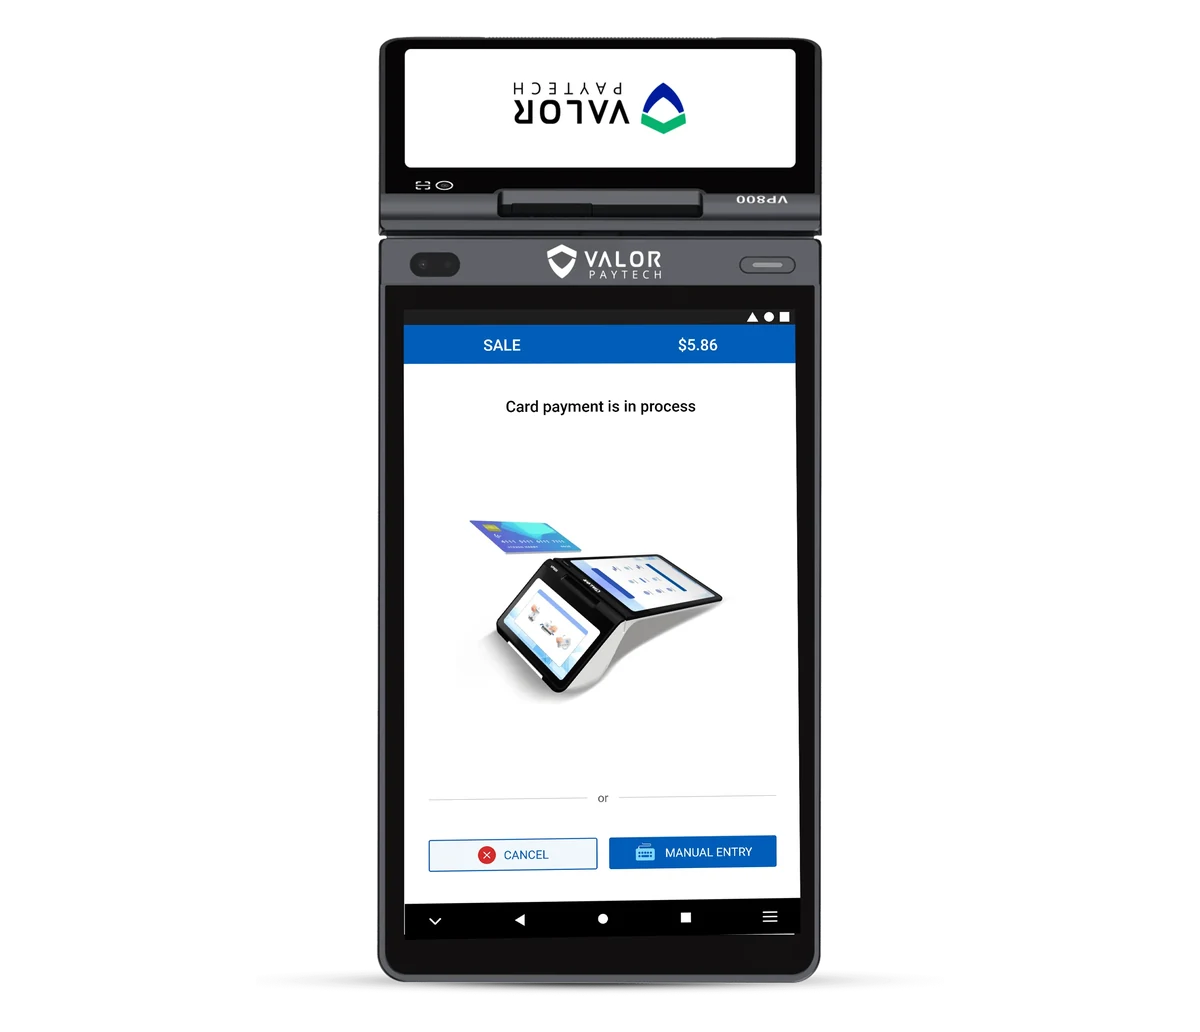 VALOR
PAYTECH
VP800
VALOR
PAYTECH
SALE $5.86
Card payment is in process
or
CANCEL MANUAL ENTRY